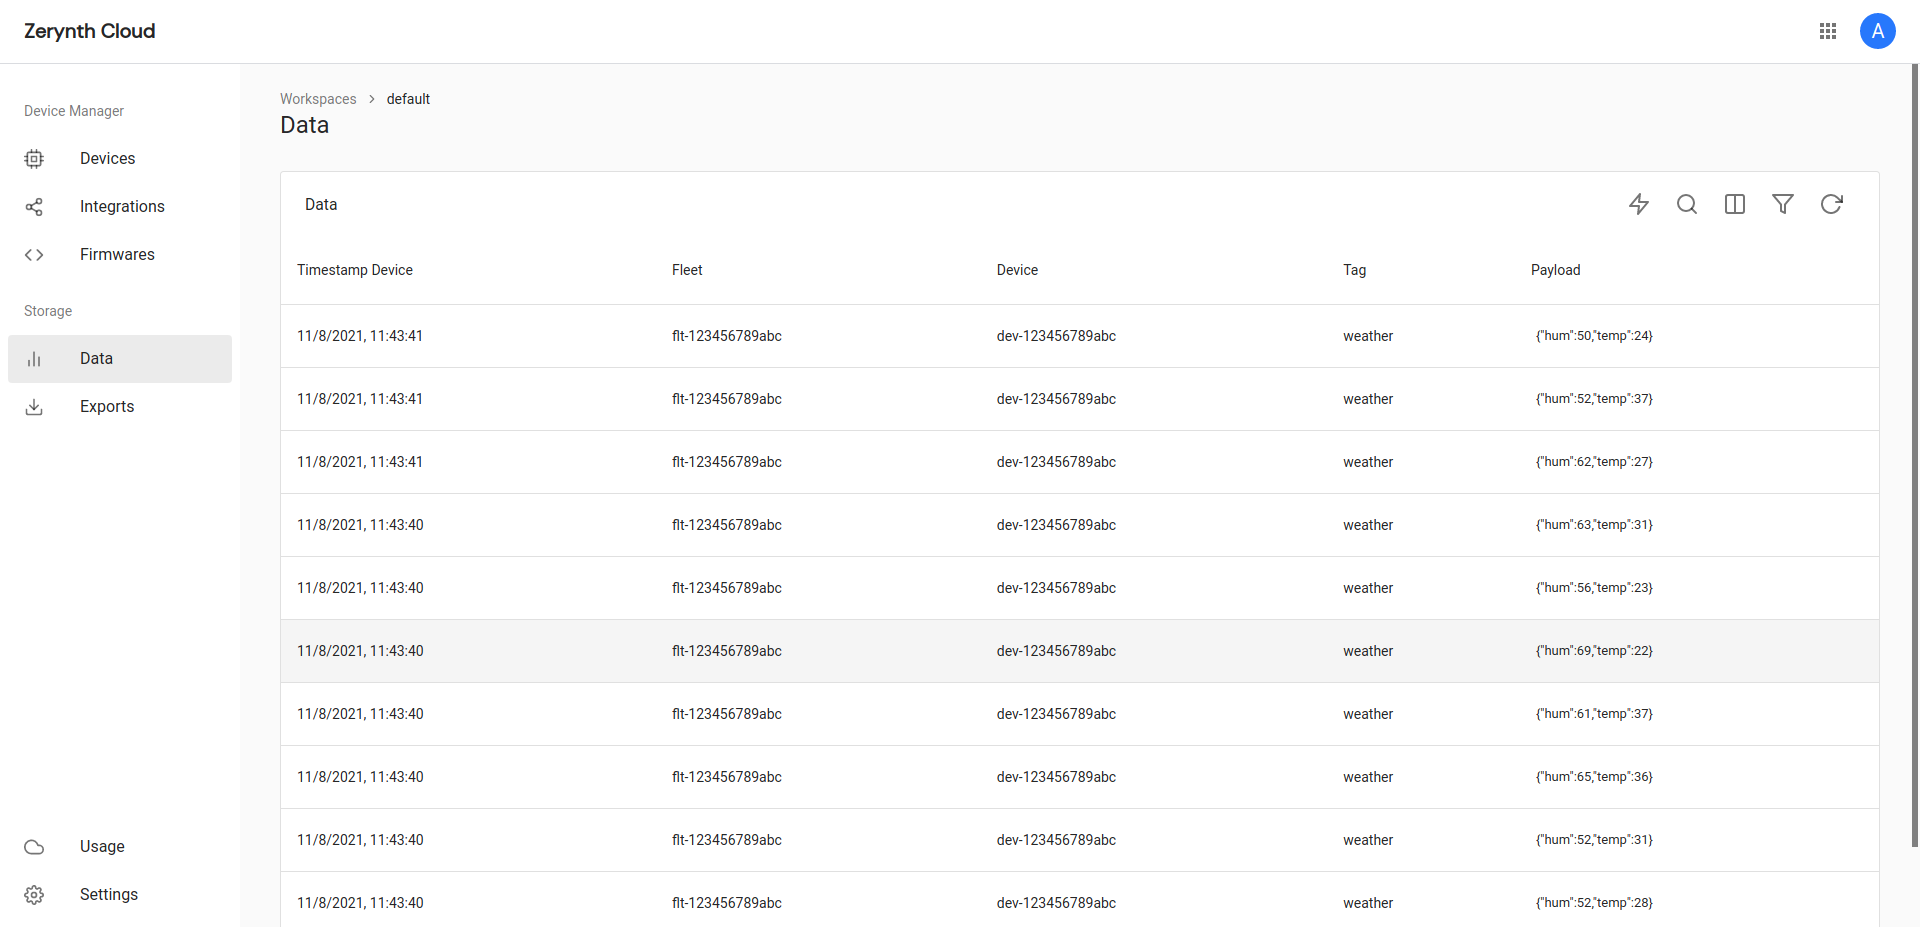 Zerynth Cloud
A
Device Manager
Devices
Integrations
Firmwares
Storage
Data
Exports
Usage
Settings
Workspaces > default
Data
Data
Timestamp Device Fleet Device Tag Payload
11/8/2021, 11:43:41 flt-123456789abc dev-123456789abc weather {"hum":50,"temp":24}
11/8/2021, 11:43:41 flt-123456789abc dev-123456789abc weather {"hum":52,"temp":37}
11/8/2021, 11:43:41 flt-123456789abc dev-123456789abc weather {"hum":62,"temp":27}
11/8/2021, 11:43:40 flt-123456789abc dev-123456789abc weather {"hum":63,"temp":31}
11/8/2021, 11:43:40 flt-123456789abc dev-123456789abc weather {"hum":56,"temp":23}
11/8/2021, 11:43:40 flt-123456789abc dev-123456789abc weather {"hum":69,"temp":22}
11/8/2021, 11:43:40 flt-123456789abc dev-123456789abc weather {"hum":61,"temp":37}
11/8/2021, 11:43:40 flt-123456789abc dev-123456789abc weather {"hum":65,"temp":36}
11/8/2021, 11:43:40 flt-123456789abc dev-123456789abc weather {"hum":52,"temp":31}
11/8/2021, 11:43:40 flt-123456789abc dev-123456789abc weather {"hum":52,"temp":28}